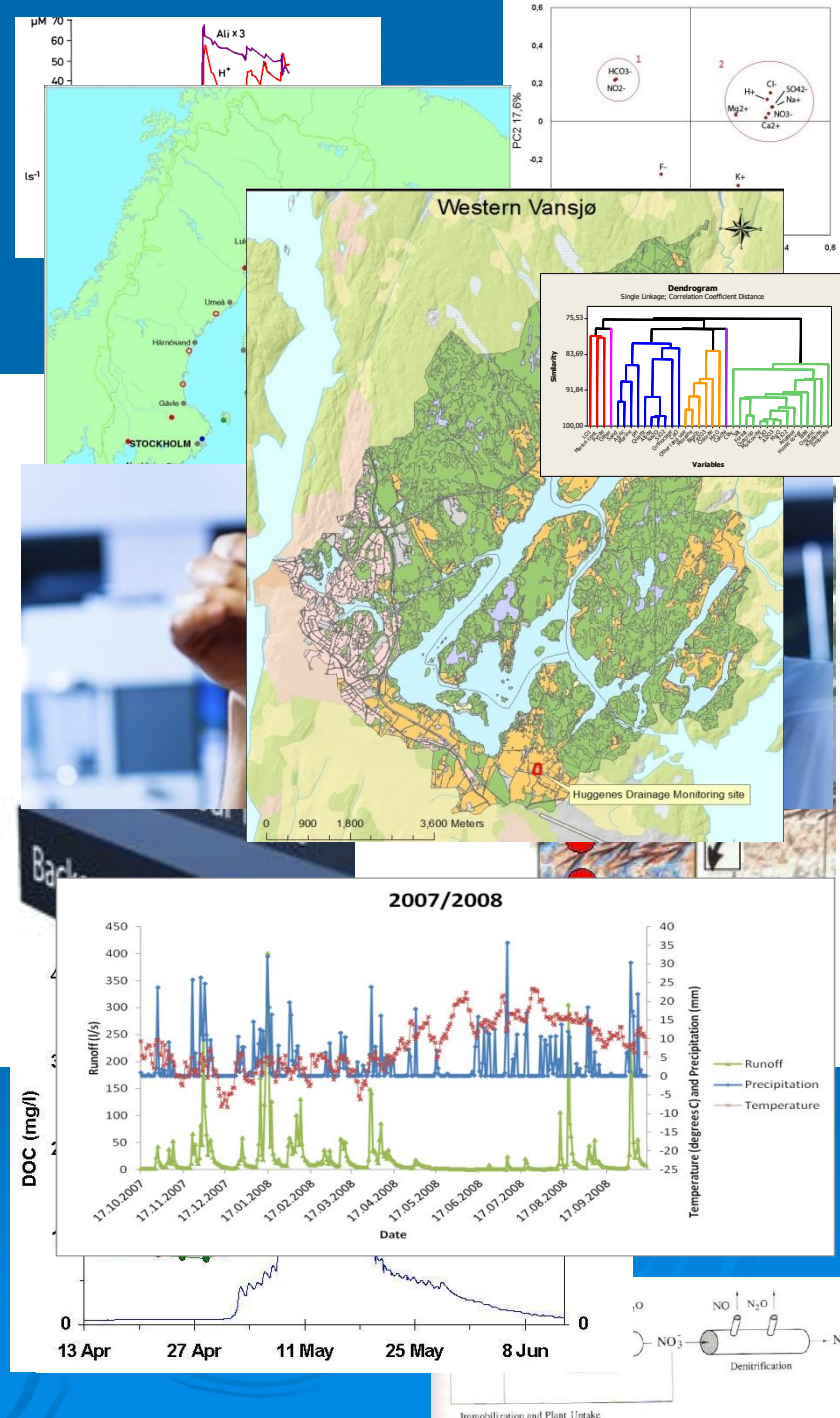 µM 70
60
50
40
Ali x 3
H⁺
ls⁻¹
0,6
0,4
0,2
0
-0,2
PC2 17,6%
1
HCO3-
NO2-
2
H+
Cl-
SO42-
Na+
Mg2+
NO3-
Ca2+
F-
K+
0,6
Umeå
Härnösand
Gävle
STOCKHOLM
Western Vansjø
Huggenes Drainage Monitoring site
0 900 1,800 3,600 Meters
Dendrogram
Single Linkage; Correlation Coefficient Distance
Similarity
75,53
83,69
91,84
100,00
Variables
2007/2008
Runoff (l/s)
450
400
350
300
250
200
150
100
50
0
Temperature (degrees C) and Precipitation (mm)
40
35
30
25
20
15
10
5
0
-5
-10
-15
-20
-25
Runoff
Precipitation
Temperature
17.10.2007
17.11.2007
17.12.2007
17.01.2008
17.02.2008
17.03.2008
17.04.2008
17.05.2008
17.06.2008
17.07.2008
17.08.2008
17.09.2008
Date
DOC (mg/l)
0
0
13 Apr 27 Apr 11 May 25 May 8 Jun
NO N₂O
NO₃⁻
Denitrification
Immobilization and Plant Uptake